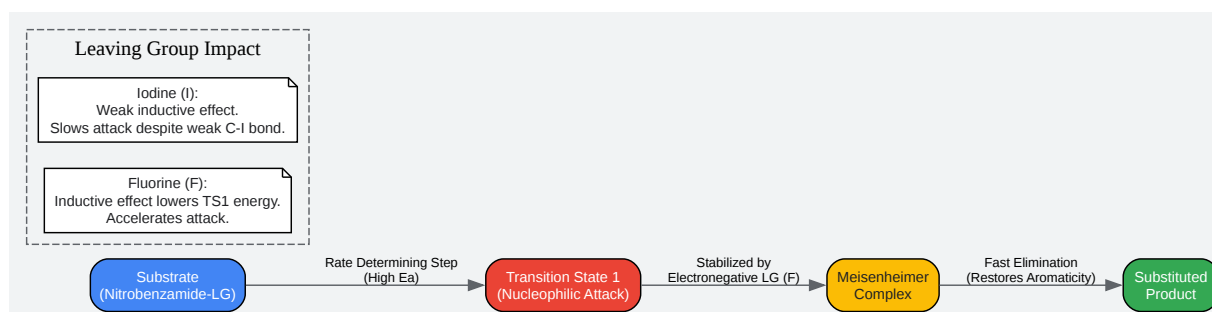 Leaving Group Impact
Iodine (I):
Weak inductive effect.
Slows attack despite weak C-I bond.
Fluorine (F):
Inductive effect lowers TS1 energy.
Accelerates attack.
Substrate
(Nitrobenzamide-LG)
Rate Determining Step
(High Ea)
Transition State 1
(Nucleophilic Attack)
Stabilized by
Electronegative LG (F)
Meisenheimer
Complex
Fast Elimination
(Restores Aromaticity)
Substituted
Product